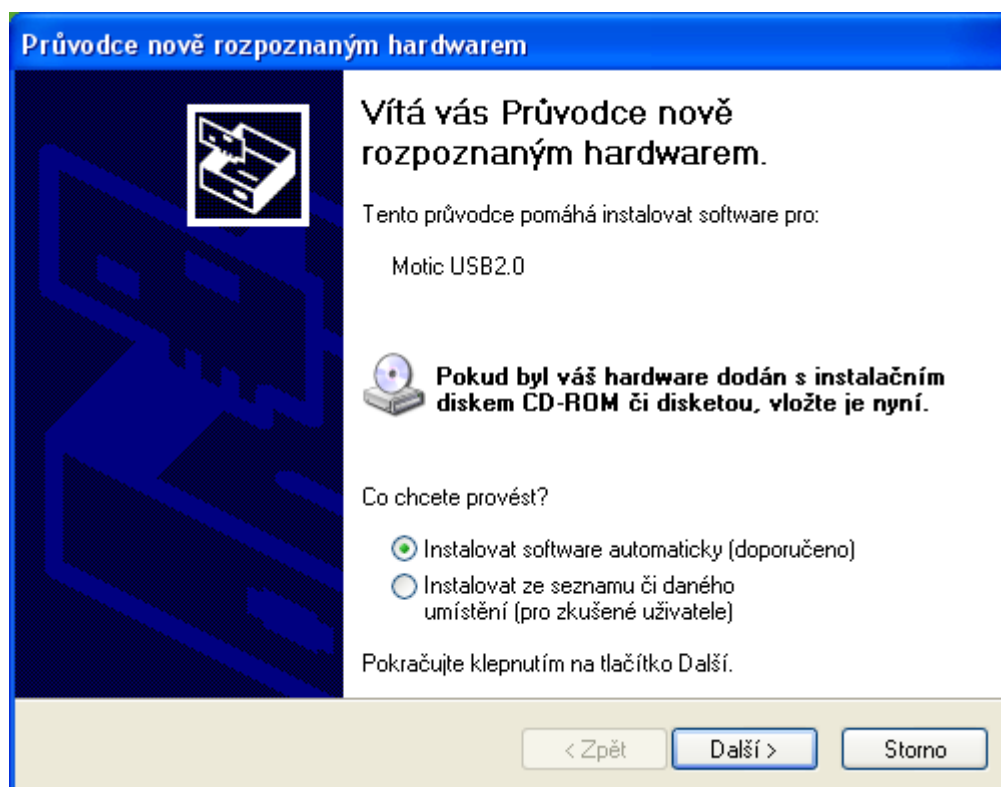 Průvodce nově rozpoznaným hardwarem
Vítá vás Průvodce nově
rozpoznaným hardwarem.
Tento průvodce pomáhá instalovat software pro:
Motic USB2.0
Pokud byl váš hardware dodán s instalačním
diskem CD-ROM či disketou, vložte je nyní.
Co chcete provést?
Instalovat software automaticky (doporučeno)
Instalovat ze seznamu či daného
umístění (pro zkušené uživatele)
Pokračujte klepnutím na tlačítko Další.
< Zpět Další > Storno